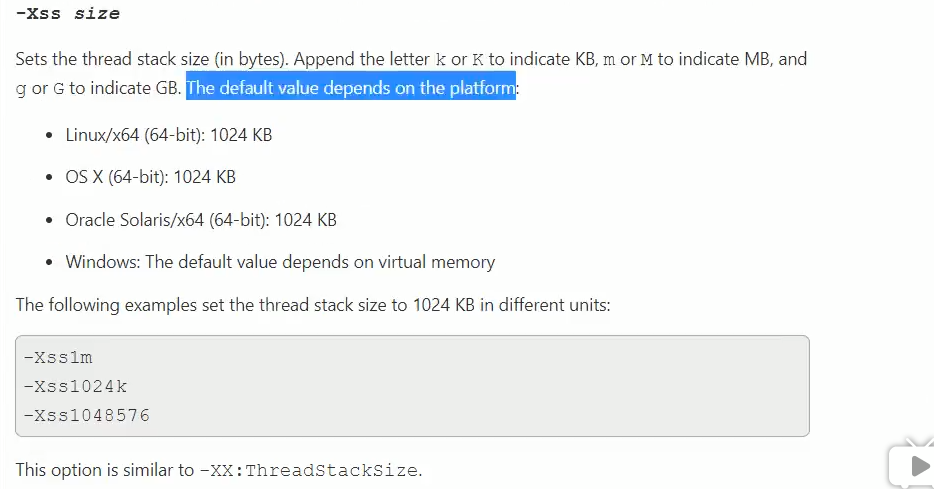 -Xss size
Sets the thread stack size (in bytes). Append the letter k or K to indicate KB, m or M to indicate MB, and
g or G to indicate GB. The default value depends on the platform:
• Linux/x64 (64-bit): 1024 KB
• OS X (64-bit): 1024 KB
• Oracle Solaris/x64 (64-bit): 1024 KB
• Windows: The default value depends on virtual memory
The following examples set the thread stack size to 1024 KB in different units:
-Xss1m
-Xss1024k
-Xss1048576
This option is similar to -XX:ThreadStackSize.